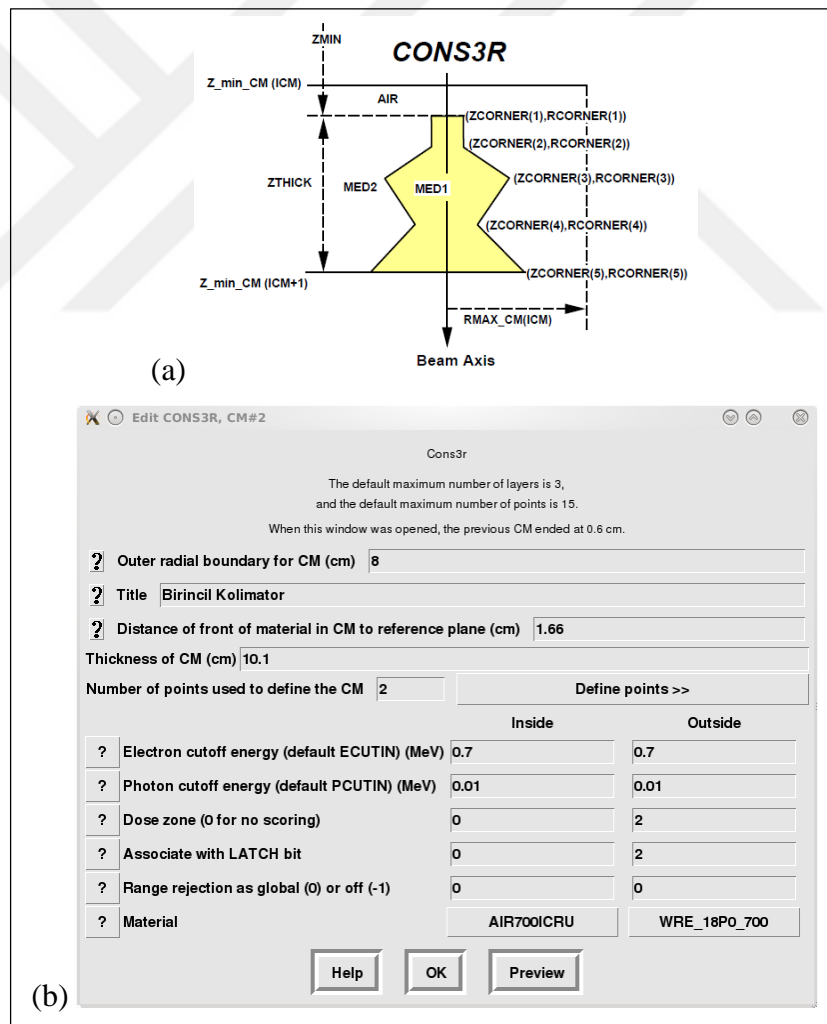 ZMIN
CONS3R
Z_min_CM (ICM)
AIR
(ZCORNER(1),RCORNER(1))
(ZCORNER(2),RCORNER(2))
ZTHICK
MED2
MED1
(ZCORNER(3),RCORNER(3))
(ZCORNER(4),RCORNER(4))
Z_min_CM (ICM+1)
(ZCORNER(5),RCORNER(5))
RMAX_CM(ICM)
Beam Axis
(a)
Edit CONS3R, CM#2
Cons3r
The default maximum number of layers is 3,
and the default maximum number of points is 15.
When this window was opened, the previous CM ended at 0.6 cm.
? Outer radial boundary for CM (cm) 8
? Title Birincil Kolimator
? Distance of front of material in CM to reference plane (cm) 1.66
Thickness of CM (cm) 10.1
Number of points used to define the CM 2 Define points >>
Inside Outside
? Electron cutoff energy (default ECUTIN) (MeV) 0.7 0.7
? Photon cutoff energy (default PCUTIN) (MeV) 0.01 0.01
? Dose zone (0 for no scoring) 0 2
? Associate with LATCH bit 0 2
? Range rejection as global (0) or off (-1) 0 0
? Material AIR700ICRU WRE_18P0_700
Help OK Preview
(b)